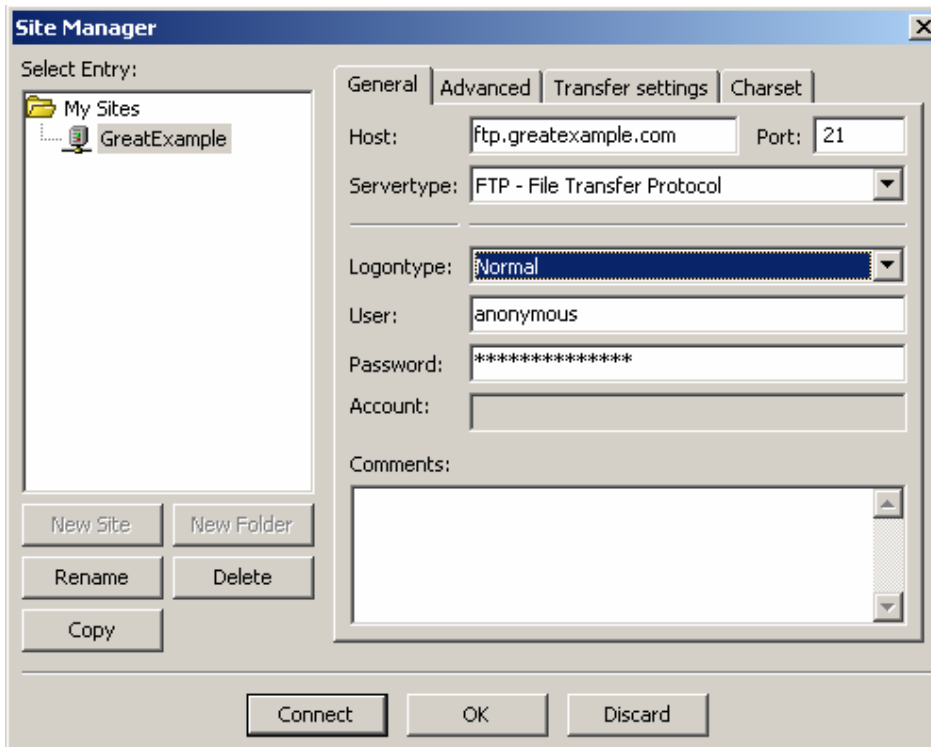 Site Manager
Select Entry:
My Sites
GreatExample
New Site
New Folder
Rename
Delete
Copy
General
Advanced
Transfer settings
Charset
Host: ftp.greatexample.com Port: 21
Servertype: FTP - File Transfer Protocol
Logontype: Normal
User: anonymous
Password: **************
Account:
Comments:
Connect
OK
Discard